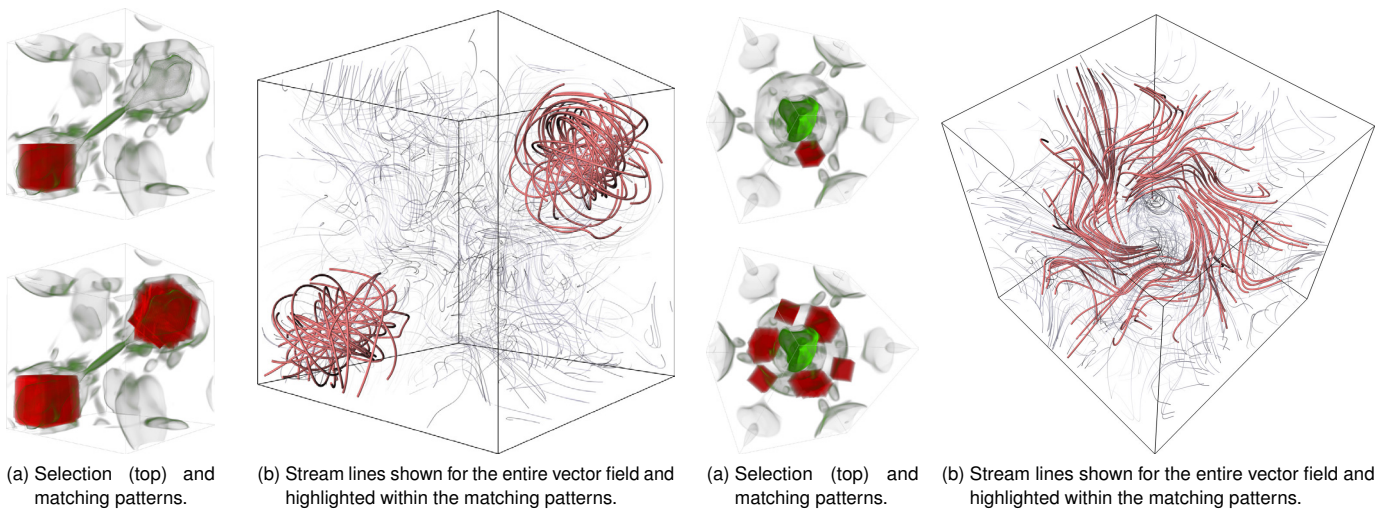 (a) Selection (top) and
matching patterns.
(b) Stream lines shown for the entire vector field and
highlighted within the matching patterns.
(a) Selection (top) and
matching patterns.
(b) Stream lines shown for the entire vector field and
highlighted within the matching patterns.